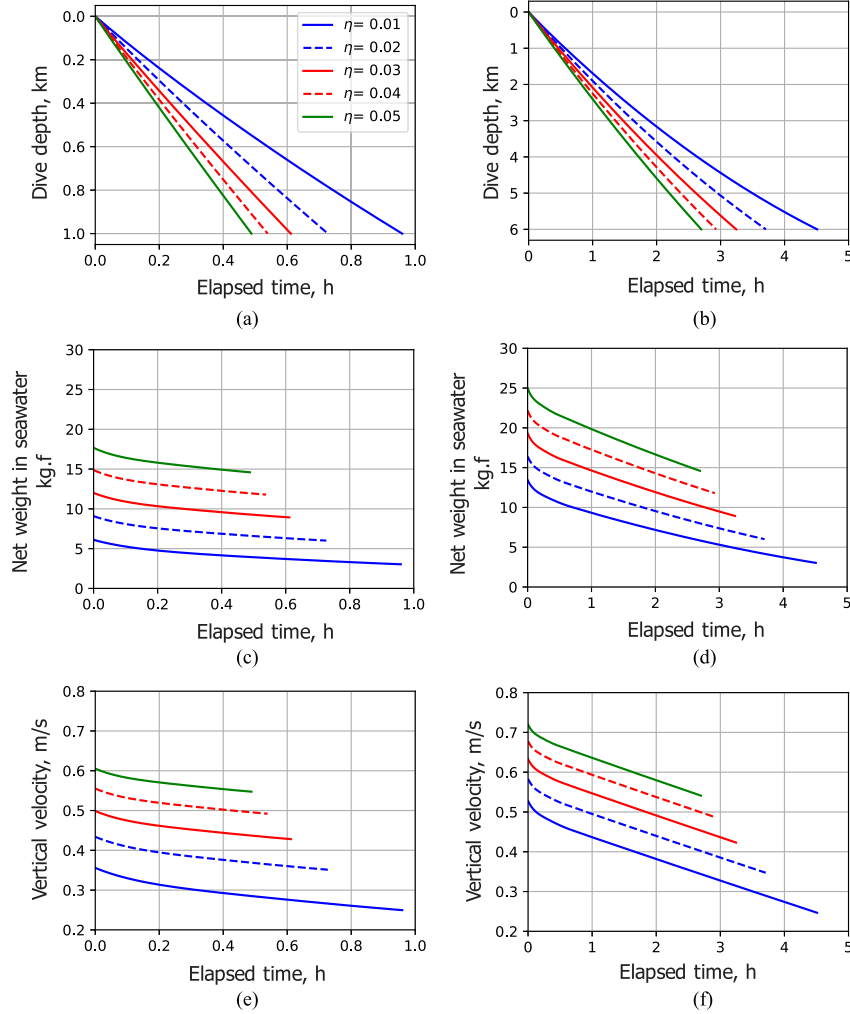 0.0
0.2
0.4
0.6
0.8
1.0
Dive depth, km
η= 0.01
η= 0.02
η= 0.03
η= 0.04
η= 0.05
0.0 0.2 0.4 0.6 0.8 1.0
Elapsed time, h
(a)
0
1
2
3
4
5
6
Dive depth, km
0 1 2 3 4 5
Elapsed time, h
(b)
30
25
20
15
10
5
0
Net weight in seawater
kg.f
0.0 0.2 0.4 0.6 0.8 1.0
Elapsed time, h
(c)
30
25
20
15
10
5
0
Net weight in seawater
kg.f
0 1 2 3 4 5
Elapsed time, h
(d)
0.8
0.7
0.6
0.5
0.4
0.3
0.2
Vertical velocity, m/s
0.0 0.2 0.4 0.6 0.8 1.0
Elapsed time, h
(e)
0.8
0.7
0.6
0.5
0.4
0.3
0.2
Vertical velocity, m/s
0 1 2 3 4 5
Elapsed time, h
(f)